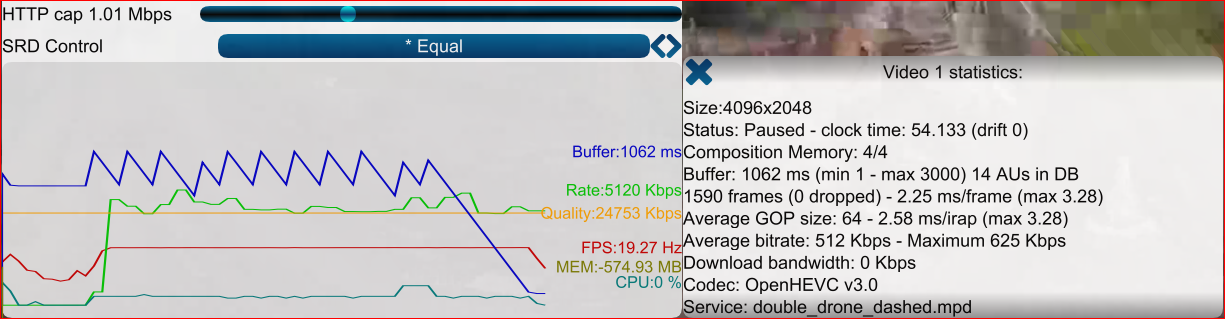 HTTP cap 1.01 Mbps
SRD Control
* Equal
Buffer:1062 ms
Rate:5120 Kbps
Quality:24753 Kbps
FPS:19.27 Hz
MEM:-574.93 MB
CPU:0 %
Video 1 statistics:
Size:4096x2048
Status: Paused - clock time: 54.133 (drift 0)
Composition Memory: 4/4
Buffer: 1062 ms (min 1 - max 3000) 14 AUs in DB
1590 frames (0 dropped) - 2.25 ms/frame (max 3.28)
Average GOP size: 64 - 2.58 ms/irap (max 3.28)
Average bitrate: 512 Kbps - Maximum 625 Kbps
Download bandwidth: 0 Kbps
Codec: OpenHEVC v3.0
Service: double_drone_dashed.mpd